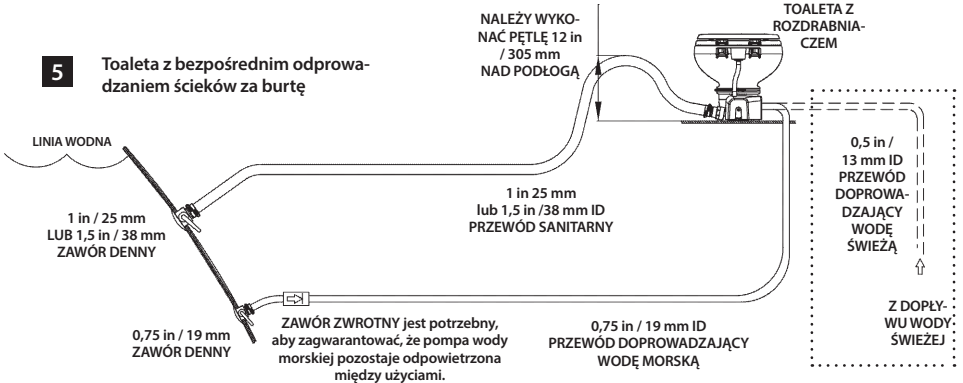 5
Toaleta z bezpośrednim odprowa-
dzaniem ścieków za burtę
NALEŻY WYKO-
NAĆ PĘTLĘ 12 in
/ 305 mm
NAD PODŁOGĄ
TOALETA Z
ROZDRABNIA-
CZEM
LINIA WODNA
1 in / 25 mm
LUB 1,5 in / 38 mm
ZAWÓR DENNY
1 in 25 mm
lub 1,5 in /38 mm ID
PRZEWÓD SANITARNY
0,5 in /
13 mm ID
PRZEWÓD
DOPROWA-
DZAJĄCY
WODĘ
ŚWIEŻĄ
Z DOPŁY-
WU WODY
ŚWIEŻEJ
0,75 in / 19 mm
ZAWÓR DENNY
ZAWÓR ZWROTNY jest potrzebny,
aby zagwarantować, że pompa wody
morskiej pozostaje odpowietrzona
między użyciami.
0,75 in / 19 mm ID
PRZEWÓD DOPROWADZAJĄCY
WODĘ MORSKĄ